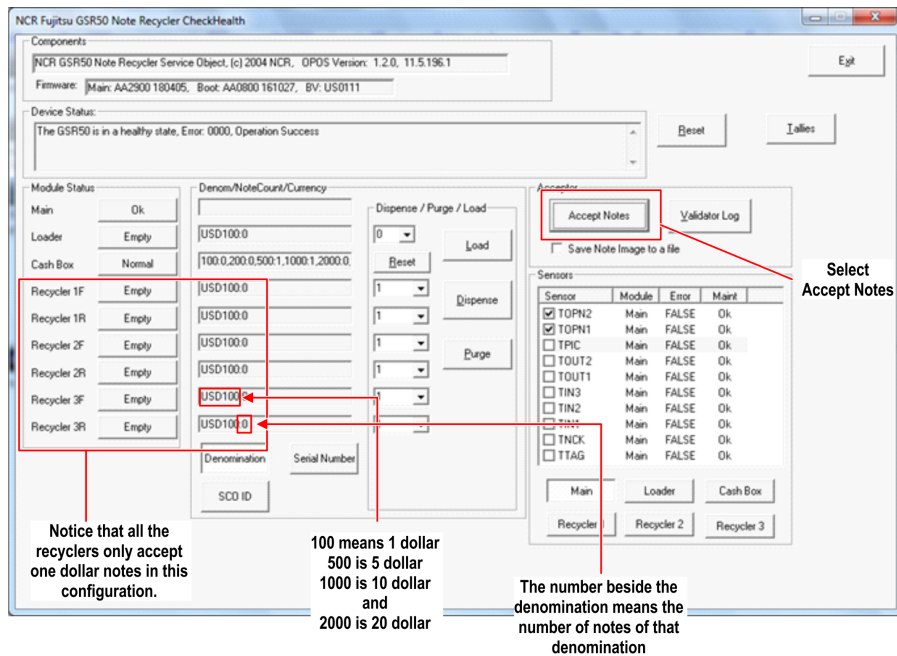 NCR Fujitsu GSR50 Note Recycler CheckHealth
Components
NCR GSR50 Note Recycler Service Object, (c) 2004 NCR, OPOS Version: 1.2.0, 11.5.196.1
Exit
Firmware: Main: AA2900 180405, Boot: AA0800 161027, BV: US0111
Device Status:
The GSR50 is in a healthy state, Error: 0000, Operation Success
Reset
Tallies
Module Status
Main Ok
Loader Empty
Cash Box Normal
Recycler 1F Empty
Recycler 1R Empty
Recycler 2F Empty
Recycler 2R Empty
Recycler 3F Empty
Recycler 3R Empty
Denom/NoteCount/Currency
USD100:0
100:0,200:0,500:1,1000:1,2000:0,
USD100:0
USD100:0
USD100:0
USD100:0
USD100:0
USD100:0
Denomination
Serial Number
SCO ID
Dispense / Purge / Load
0
Load
Reset
1
Dispense
1
1
Purge
1
1
Acceptor
Accept Notes
Validator Log
Save Note Image to a file
Sensors
Sensor Module Error Maint
TOPN2 Main FALSE Ok
TOPN1 Main FALSE Ok
TPIC Main FALSE Ok
TOUT2 Main FALSE Ok
TOUT1 Main FALSE Ok
TIN3 Main FALSE Ok
TIN2 Main FALSE Ok
TIN1 Main FALSE Ok
TNCK Main FALSE Ok
TTAG Main FALSE Ok
Main
Loader
Cash Box
Recycler 1
Recycler 2
Recycler 3
Select
Accept Notes
Notice that all the
recyclers only accept
one dollar notes in this
configuration.
100 means 1 dollar
500 is 5 dollar
1000 is 10 dollar
and
2000 is 20 dollar
The number beside the
denomination means the
number of notes of that
denomination